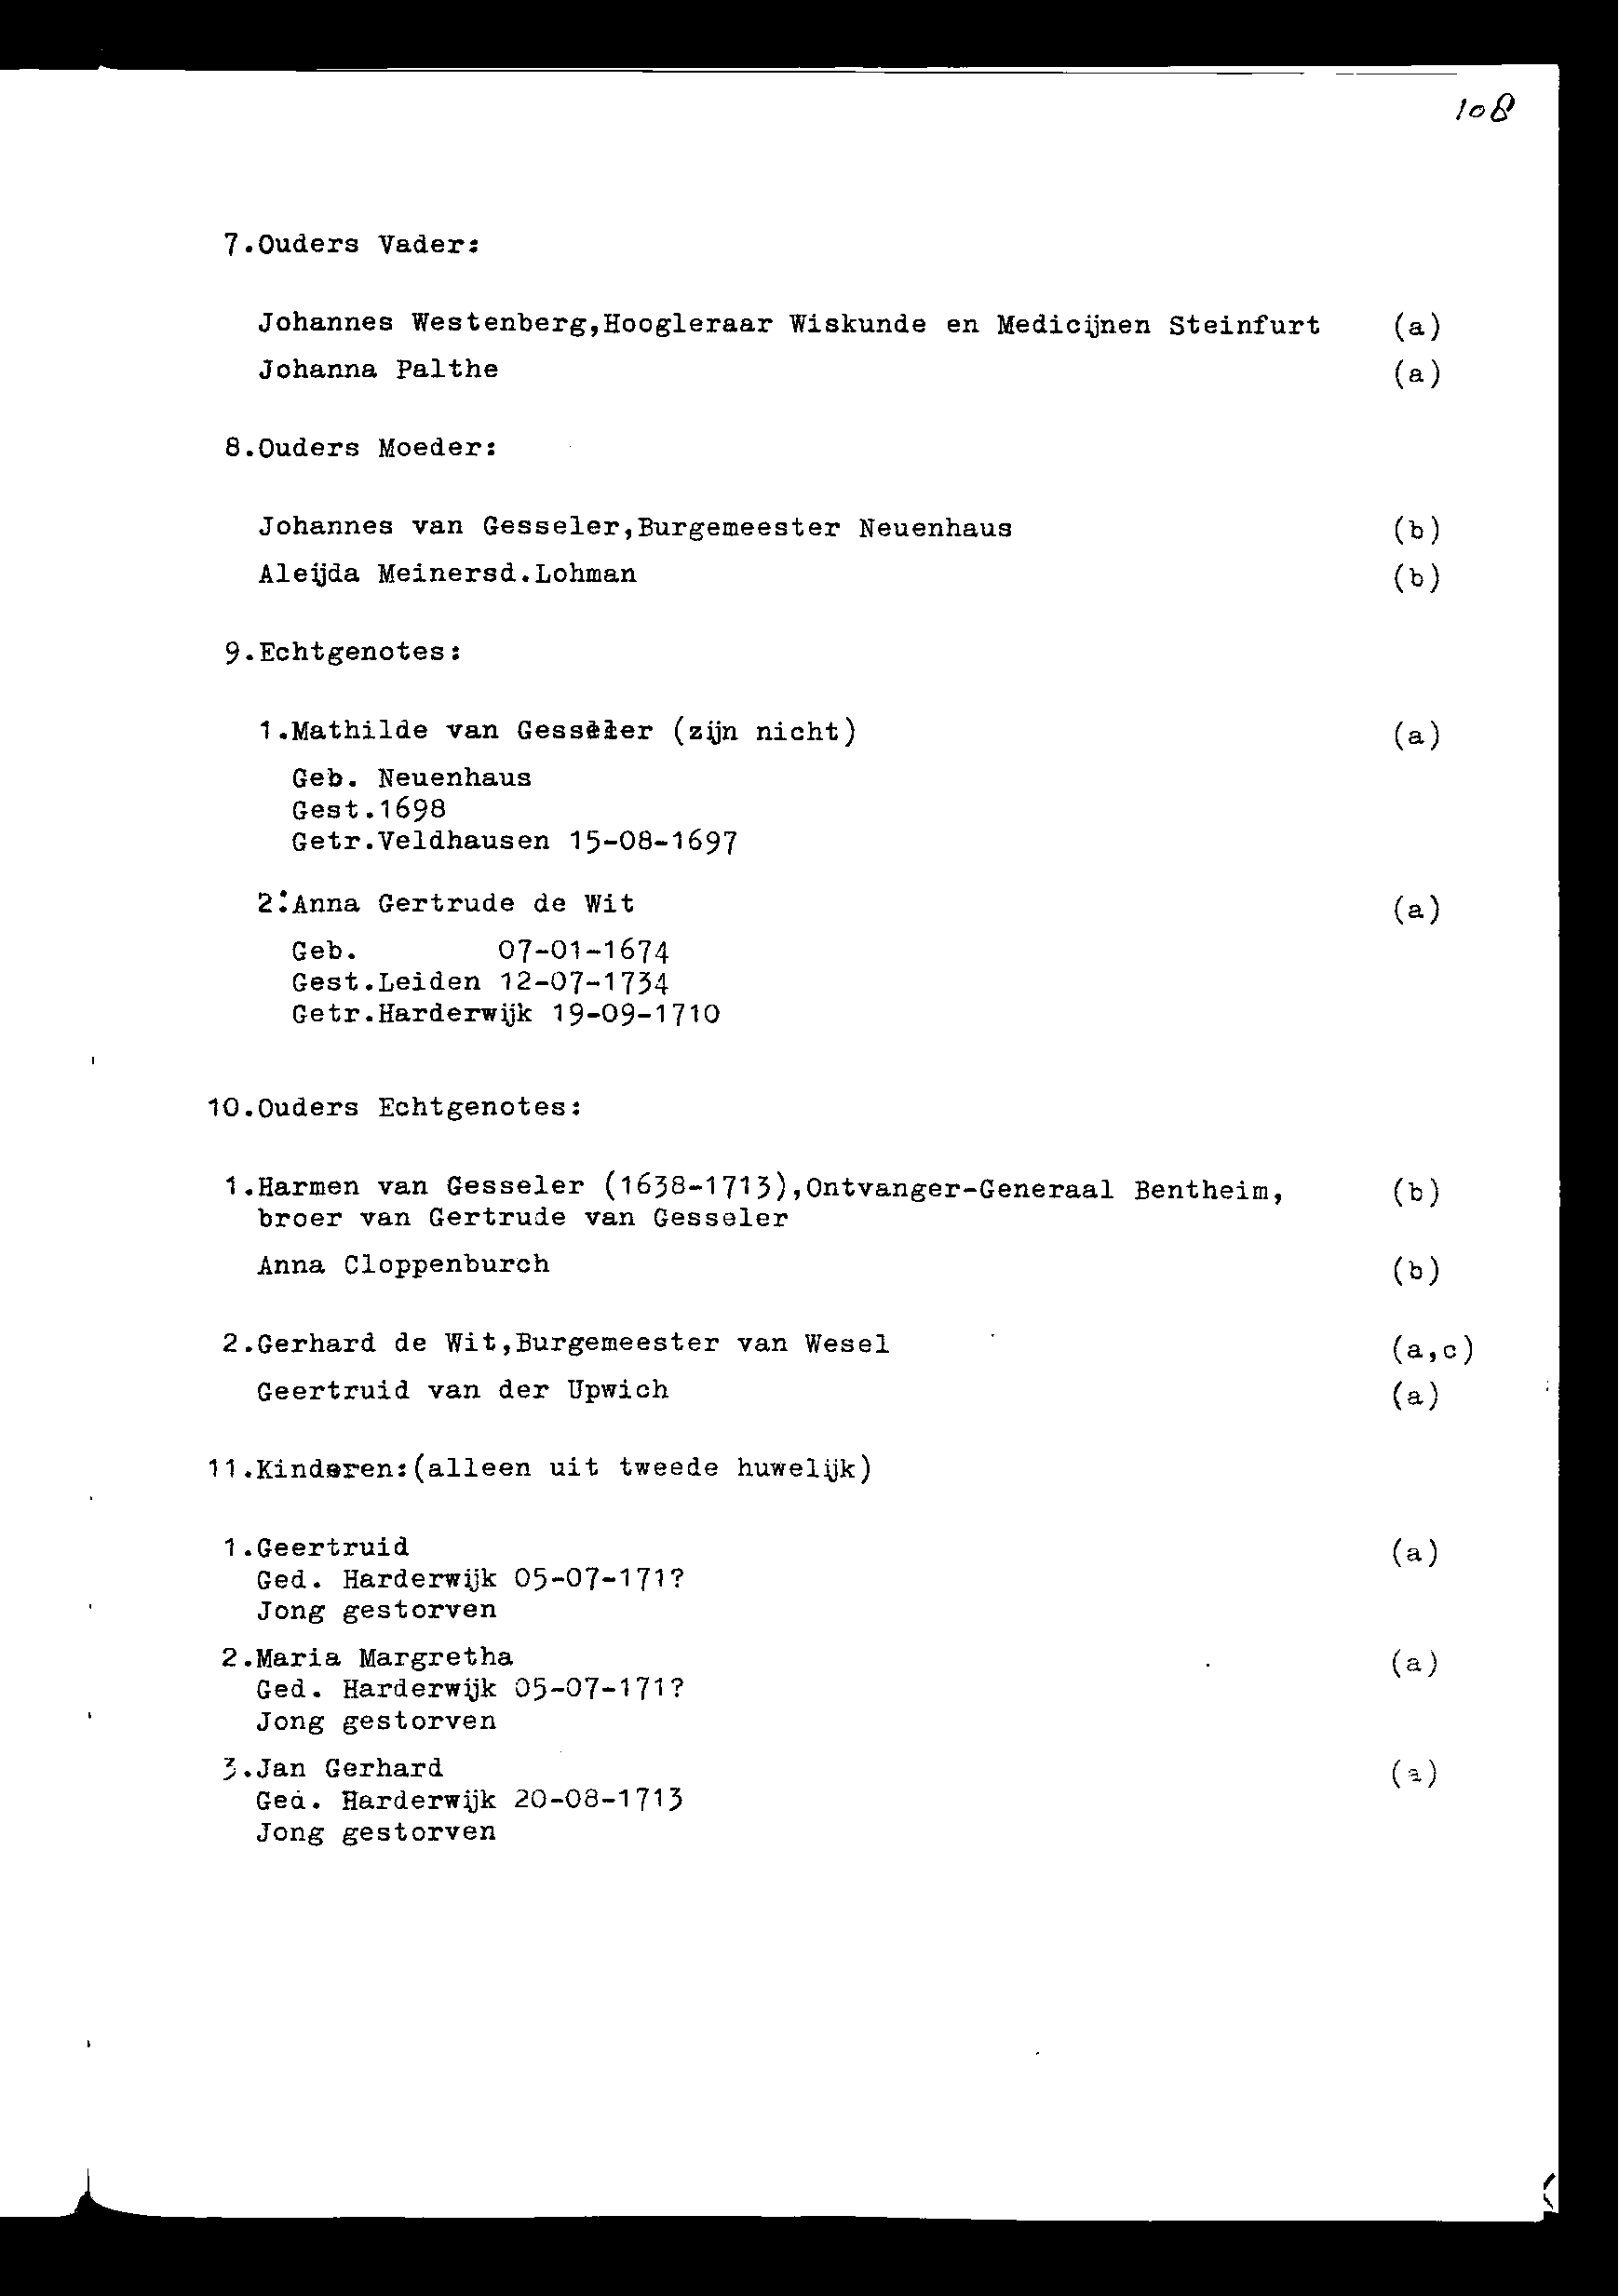 108
7.Ouders Vader:
Johannes Westenberg,Hoogleraar Wiskunde en Medicijnen Steinfurt (a)
Johanna Palthe (a)
8.Ouders Moeder:
Johannes van Gesseler,Burgemeester Neuenhaus (b)
Aleijda Meinersd.Lohman (b)
9.Echtgenotes:
1.Mathilde van Gesseler (zijn nicht) (a)
Geb. Neuenhaus
Gest.1698
Getr.Veldhausen 15-08-1697
2.Anna Gertrude de Wit (a)
Geb. 07-01-1674
Gest.Leiden 12-07-1734
Getr.Harderwijk 19-09-1710
10.Ouders Echtgenotes:
1.Harmen van Gesseler (1638-1713),Ontvanger-Generaal Bentheim, (b)
broer van Gertrude van Gesseler
Anna Cloppenburch (b)
2.Gerhard de Wit,Burgemeester van Wesel (a,c)
Geertruid van der Upwich (a)
11.Kinderen:(alleen uit tweede huwelijk)
1.Geertruid (a)
Ged. Harderwijk 05-07-171?
Jong gestorven
2.Maria Margretha (a)
Ged. Harderwijk 05-07-171?
Jong gestorven
3.Jan Gerhard (a)
Ged. Harderwijk 20-08-1713
Jong gestorven